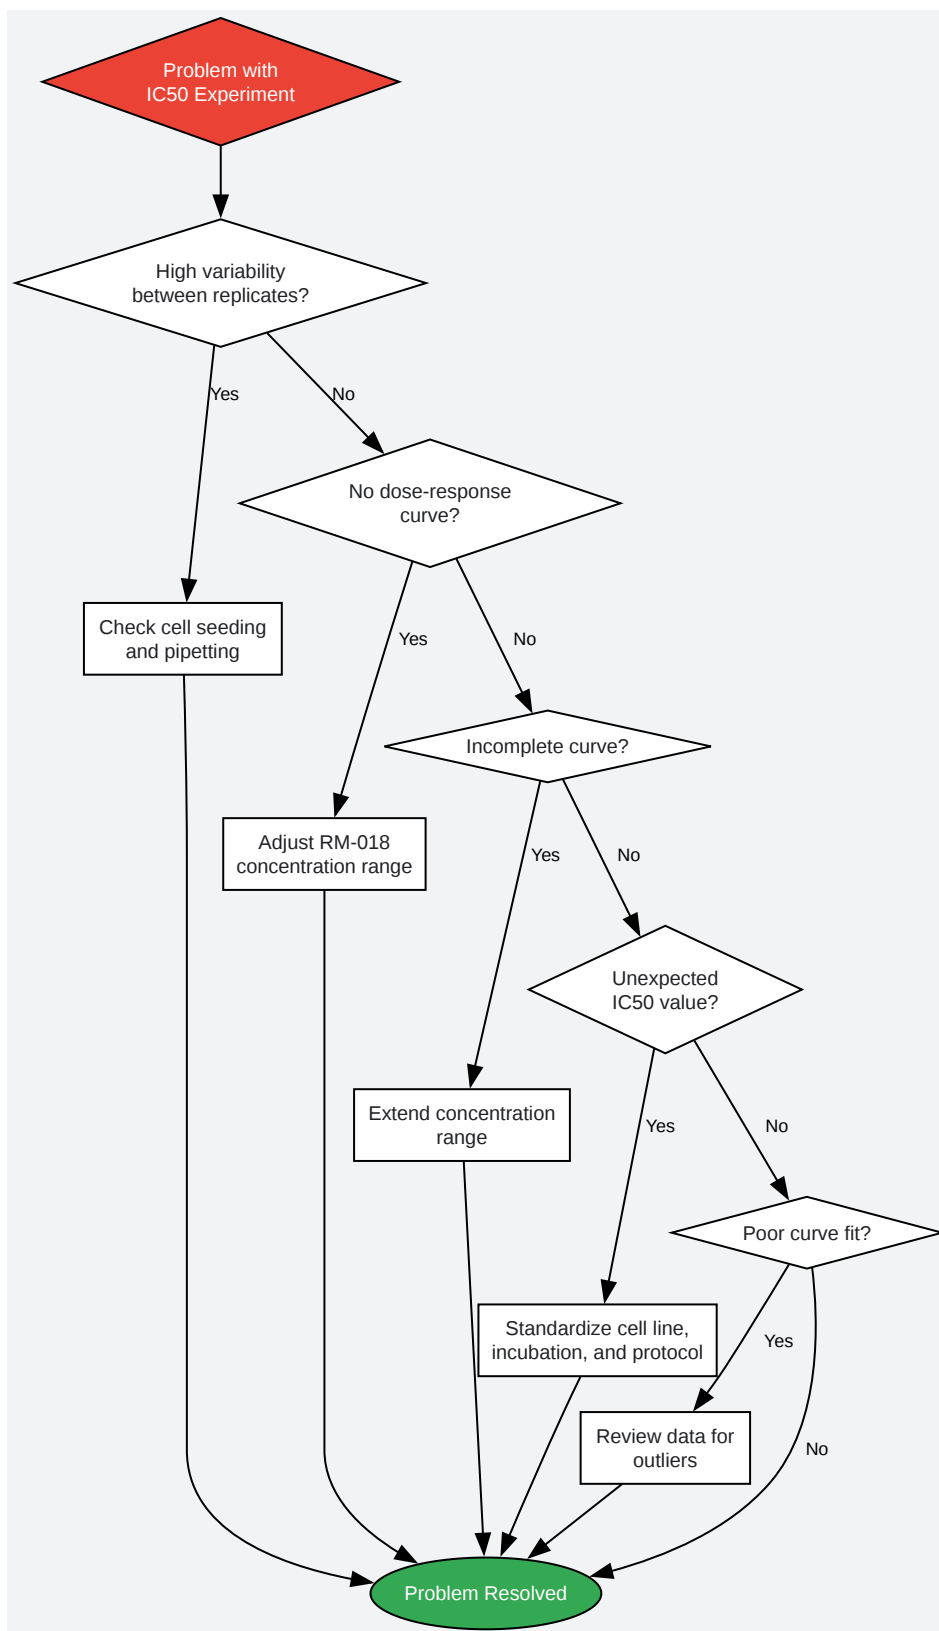 Problem with
IC50 Experiment
High variability
between replicates?
Yes
No
No dose-response
curve?
Check cell seeding
and pipetting
Yes
No
Incomplete curve?
Adjust RM-018
concentration range
Yes
No
Unexpected
IC50 value?
Extend concentration
range
Yes
No
Poor curve fit?
Standardize cell line,
incubation, and protocol
Yes
Review data for
outliers
No
Problem Resolved